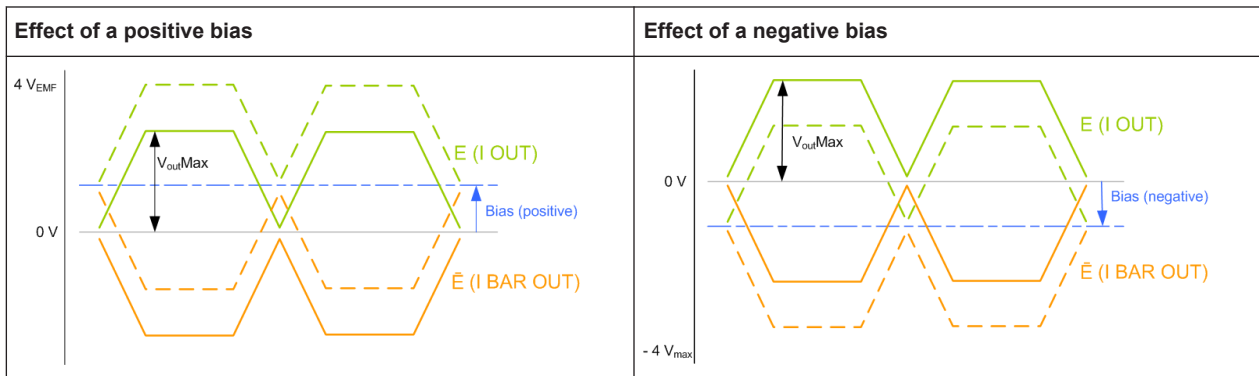 Effect of a positive bias
4 VEMF
VoutMax
E (I OUT)
Bias (positive)
0 V
Ē (I BAR OUT)
Effect of a negative bias
VoutMax
E (I OUT)
0 V
Bias (negative)
Ē (I BAR OUT)
- 4 Vmax